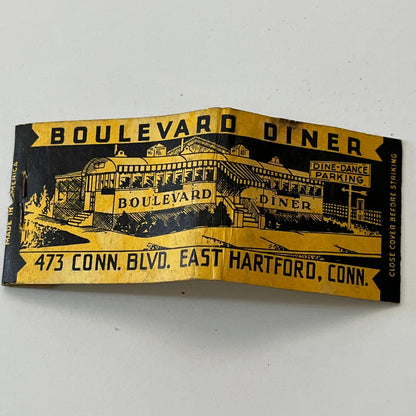 BOULEVARD DINER
DINE-DANCE
PARKING
BOULEVARD DINER
473 CONN. BLVD. EAST HARTFORD, CONN.
MADE IN AMERICA
CLOSE COVER BEFORE STRIKING